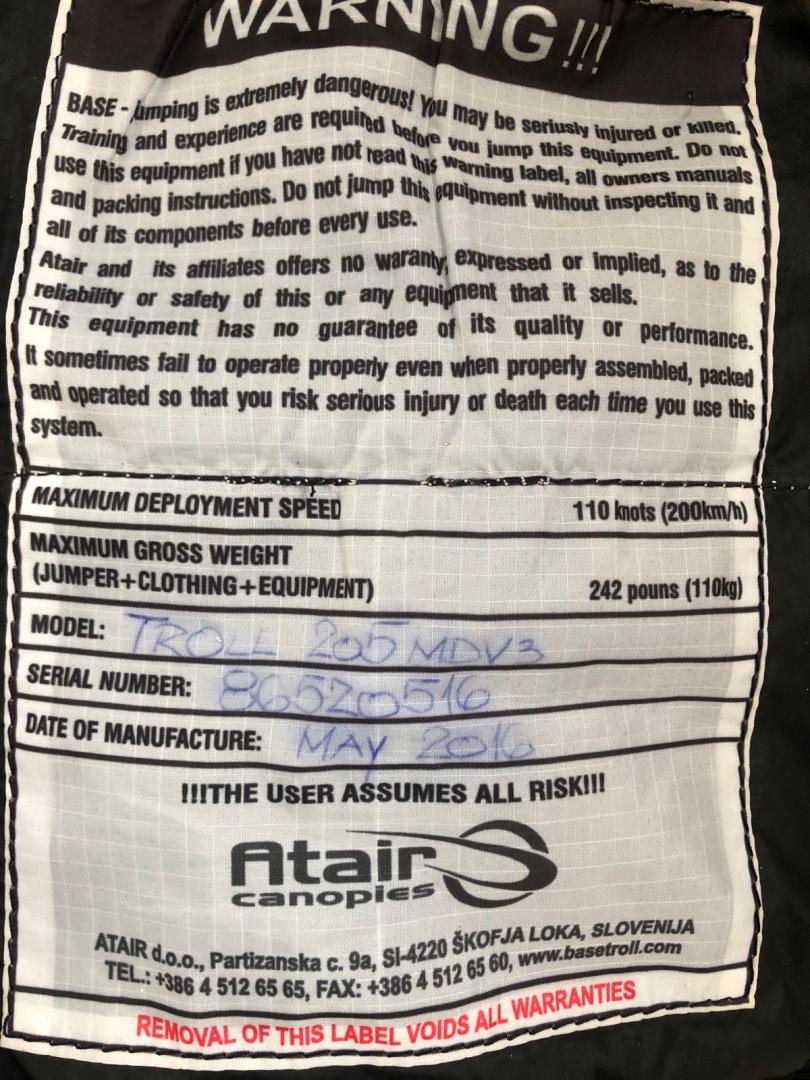 WARNING!!!
BASE - jumping is extremely dangerous! You may be seriusly injured or killed.
Training and experience are required before you jump this equipment. Do not
use this equipment if you have not read this warning label, all owners manuals
and packing instructions. Do not jump this equipment without inspecting it and
all of its components before every use.
Atair and its affiliates offers no waranty, expressed or implied, as to the
reliability or safety of this or any equipment that it sells.
This equipment has no guarantee of its quality or performance.
It sometimes fail to operate properly even when properly assembled, packed
and operated so that you risk serious injury or death each time you use this
system.
MAXIMUM DEPLOYMENT SPEED 110 knots (200km/h)
MAXIMUM GROSS WEIGHT
(JUMPER+CLOTHING+EQUIPMENT) 242 pouns (110kg)
MODEL: TROLL 205 MDV3
SERIAL NUMBER: 86520516
DATE OF MANUFACTURE: MAY 2016
!!!THE USER ASSUMES ALL RISK!!!
Atair
canopies
ATAIR d.o.o., Partizanska c. 9a, SI-4220 ŠKOFJA LOKA, SLOVENIJA
TEL.: +386 4 512 65 65, FAX: +386 4 512 65 60, www.basetroll.com
REMOVAL OF THIS LABEL VOIDS ALL WARRANTIES